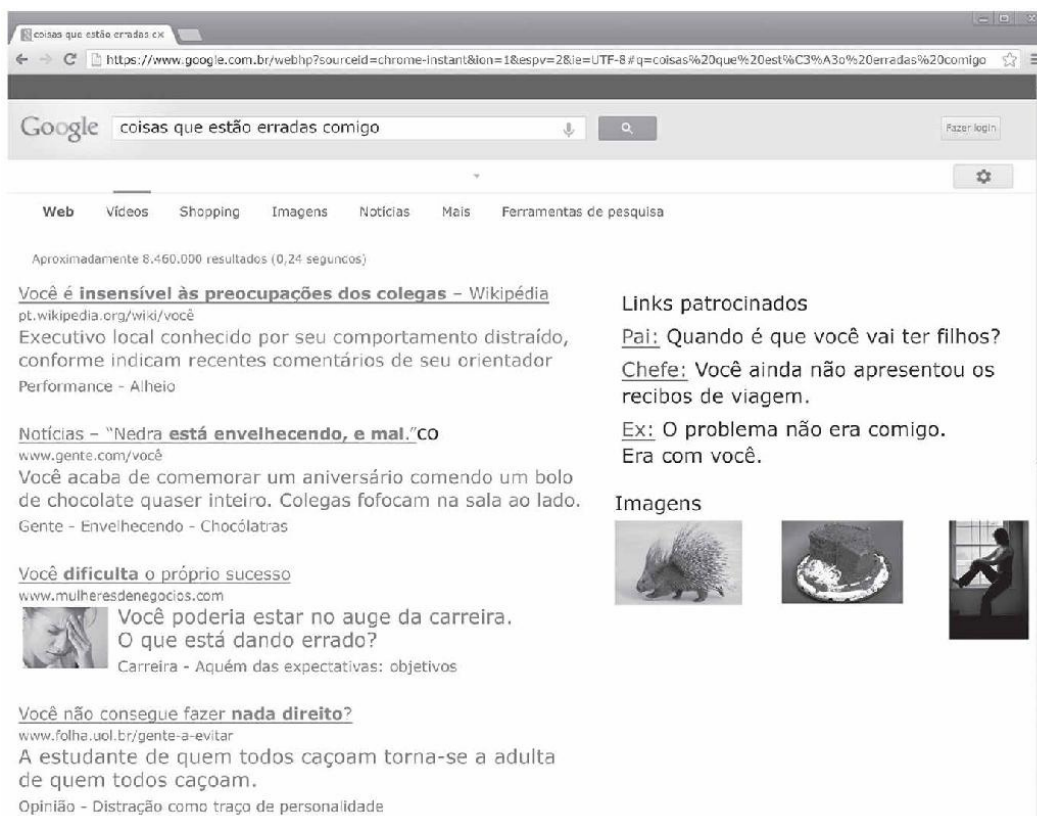 coisas que estão erradas co×
https://www.google.com.br/webhp?sourceid=chrome-instant&ion=1&espv=2&ie=UTF-8#q=coisas%20que%20est%C3%A3o%20erradas%20comigo
Google coisas que estão erradas comigo
Fazer login
Web Vídeos Shopping Imagens Notícias Mais Ferramentas de pesquisa
Aproximadamente 8.460.000 resultados (0,24 segundos)
Você é insensível às preocupações dos colegas – Wikipédia
pt.wikipedia.org/wiki/você
Executivo local conhecido por seu comportamento distraído,
conforme indicam recentes comentários de seu orientador
Performance - Alheio
Notícias – “Nedra está envelhecendo, e mal.”CO
www.gente.com/você
Você acaba de comemorar um aniversário comendo um bolo
de chocolate quaser inteiro. Colegas fofocam na sala ao lado.
Gente - Envelhecendo - Chocólatras
Você dificulta o próprio sucesso
www.mulheresdenegocios.com
Você poderia estar no auge da carreira.
O que está dando errado?
Carreira - Aquém das expectativas: objetivos
Você não consegue fazer nada direito?
www.folha.uol.br/gente-a-evitar
A estudante de quem todos caçoam torna-se a adulta
de quem todos caçoam.
Opinião - Distração como traço de personalidade
Links patrocinados
Pai: Quando é que você vai ter filhos?
Chefe: Você ainda não apresentou os
recibos de viagem.
Ex: O problema não era comigo.
Era com você.
Imagens